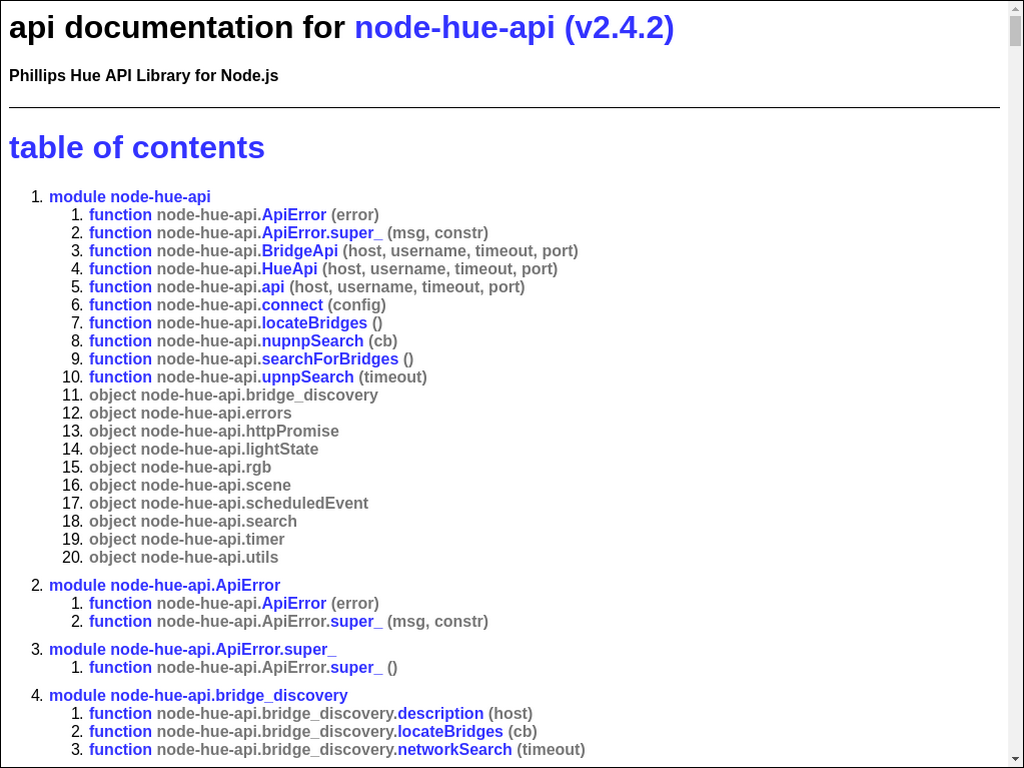 api documentation for node-hue-api (v2.4.2)
Phillips Hue API Library for Node.js
table of contents
1. module node-hue-api
1. function node-hue-api.ApiError (error)
2. function node-hue-api.ApiError.super_ (msg, constr)
3. function node-hue-api.BridgeApi (host, username, timeout, port)
4. function node-hue-api.HueApi (host, username, timeout, port)
5. function node-hue-api.api (host, username, timeout, port)
6. function node-hue-api.connect (config)
7. function node-hue-api.locateBridges ()
8. function node-hue-api.nupnpSearch (cb)
9. function node-hue-api.searchForBridges ()
10. function node-hue-api.upnpSearch (timeout)
11. object node-hue-api.bridge_discovery
12. object node-hue-api.errors
13. object node-hue-api.httpPromise
14. object node-hue-api.lightState
15. object node-hue-api.rgb
16. object node-hue-api.scene
17. object node-hue-api.scheduledEvent
18. object node-hue-api.search
19. object node-hue-api.timer
20. object node-hue-api.utils
2. module node-hue-api.ApiError
1. function node-hue-api.ApiError (error)
2. function node-hue-api.ApiError.super_ (msg, constr)
3. module node-hue-api.ApiError.super_
1. function node-hue-api.ApiError.super_ ()
4. module node-hue-api.bridge_discovery
1. function node-hue-api.bridge_discovery.description (host)
2. function node-hue-api.bridge_discovery.locateBridges (cb)
3. function node-hue-api.bridge_discovery.networkSearch (timeout)